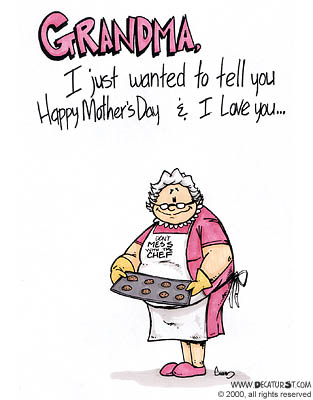 GRANDMA,
I just wanted to tell you
Happy Mother's Day & I Love you...
DON'T
MESS
WITH THE
CHEF
WWW.DECATURST.COM
© 2000, all rights reserved